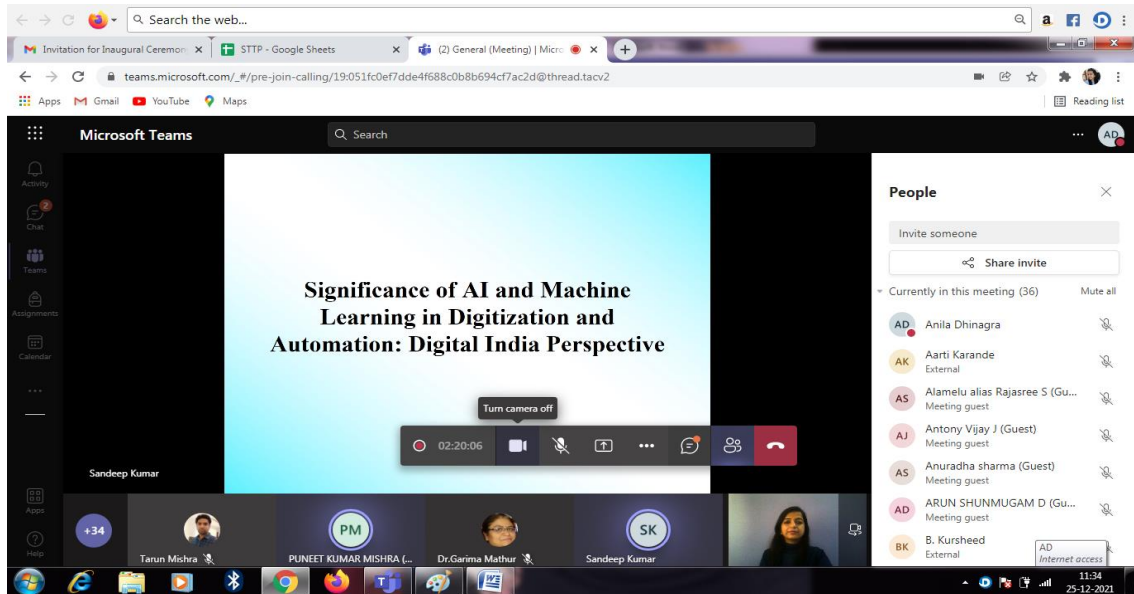 Search the web...
Invitation for Inaugural Ceremon
STTP - Google Sheets
(2) General (Meeting) | Micro
teams.microsoft.com/_#/pre-join-calling/19:051fc0ef7dde4f688c0b8b694cf7ac2d@thread.tacv2
Apps Gmail YouTube Maps Reading list
Microsoft Teams
Search
AD
Activity
2
Chat
Teams
Assignments
Calendar
Apps
Help
Significance of AI and Machine
Learning in Digitization and
Automation: Digital India Perspective
Turn camera off
02:20:06
Sandeep Kumar
+34
Tarun Mishra
PM
PUNEET KUMAR MISHRA (...
Dr.Garima Mathur
SK
Sandeep Kumar
People
Invite someone
Share invite
Currently in this meeting (36) Mute all
AD Anila Dhinagra
AK Aarti Karande
External
AS Alamelu alias Rajasree S (Gu...
Meeting guest
AJ Antony Vijay J (Guest)
Meeting guest
AS Anuradha sharma (Guest)
Meeting guest
AD ARUN SHUNMUGAM D (Gu...
Meeting guest
BK B. Kursheed
External
AD
Internet access
11:34
25-12-2021